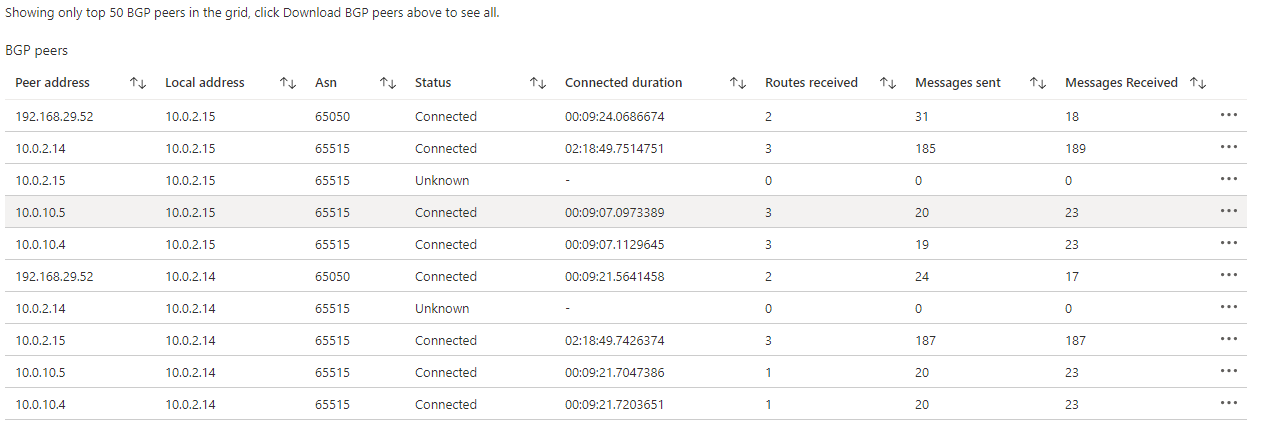 Showing only top 50 BGP peers in the grid, click Download BGP peers above to see all.
BGP peers
Peer address ↑↓ Local address ↑↓ Asn ↑↓ Status ↑↓ Connected duration ↑↓ Routes received ↑↓ Messages sent ↑↓ Messages Received ↑↓
192.168.29.52 10.0.2.15 65050 Connected 00:09:24.0686674 2 31 18 ···
10.0.2.14 10.0.2.15 65515 Connected 02:18:49.7514751 3 185 189 ···
10.0.2.15 10.0.2.15 65515 Unknown - 0 0 0 ···
10.0.10.5 10.0.2.15 65515 Connected 00:09:07.0973389 3 20 23 ···
10.0.10.4 10.0.2.15 65515 Connected 00:09:07.1129645 3 19 23 ···
192.168.29.52 10.0.2.14 65050 Connected 00:09:21.5641458 2 24 17 ···
10.0.2.14 10.0.2.14 65515 Unknown - 0 0 0 ···
10.0.2.15 10.0.2.14 65515 Connected 02:18:49.7426374 3 187 187 ···
10.0.10.5 10.0.2.14 65515 Connected 00:09:21.7047386 1 20 23 ···
10.0.10.4 10.0.2.14 65515 Connected 00:09:21.7203651 1 20 23 ···